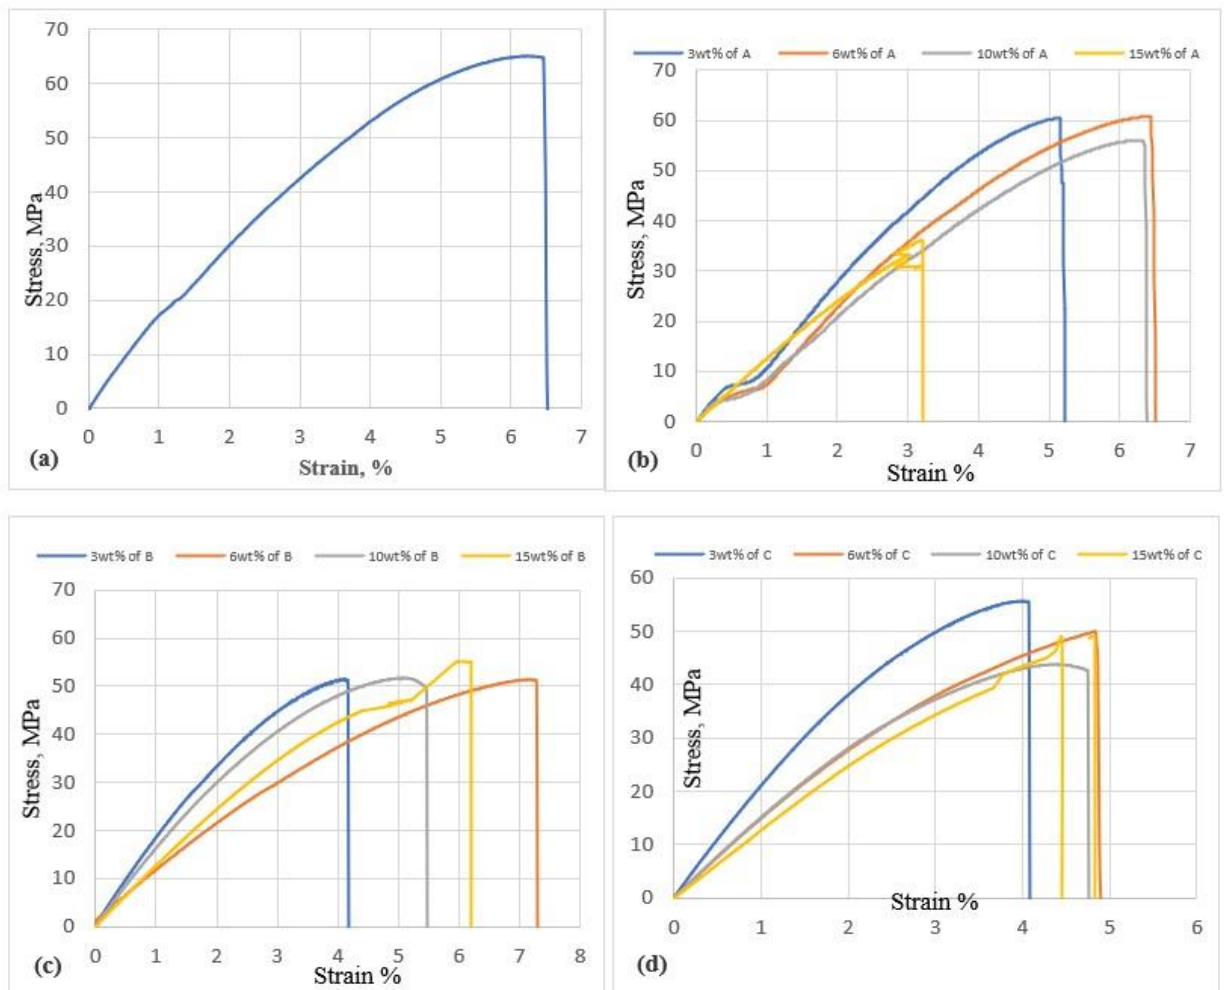 70
60
50
40
30
20
10
0
Stress, MPa
0 1 2 3 4 5 6 7
(a)
Strain, %
3wt% of A 6wt% of A 10wt% of A 15wt% of A
70
60
50
40
30
20
10
0
Stress, MPa
0 1 2 3 4 5 6 7
(b)
Strain %
3wt% of B 6wt% of B 10wt% of B 15wt% of B
70
60
50
40
30
20
10
0
Stress, MPa
0 1 2 3 4 5 6 7 8
(c)
Strain %
3wt% of C 6wt% of C 10wt% of C 15wt% of C
60
50
40
30
20
10
0
Stress, MPa
Strain %
0 1 2 3 4 5 6
(d)